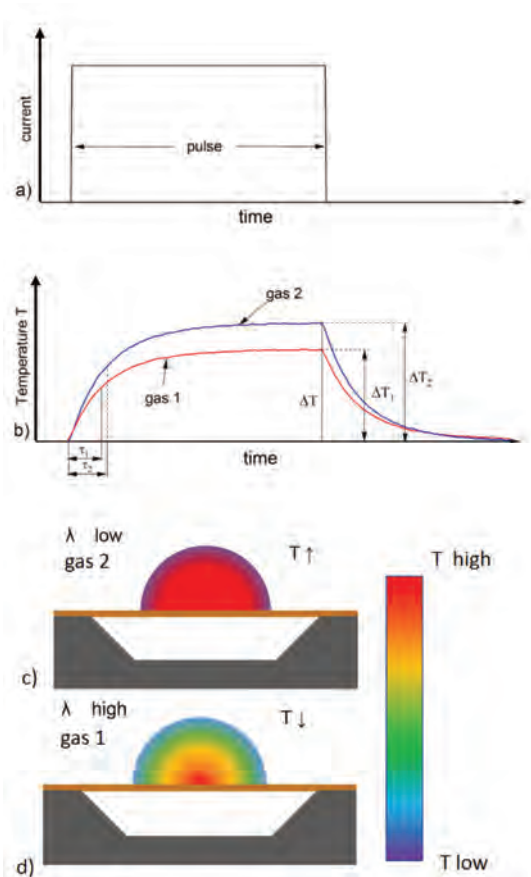 current
pulse
a)
time
Temperature T
gas 2
gas 1
ΔT
ΔT₁
ΔT₂
b)
τ₁
τ₂
time
λ low
gas 2
T ↑
T high
c)
λ high
gas 1
T ↓
d)
T low